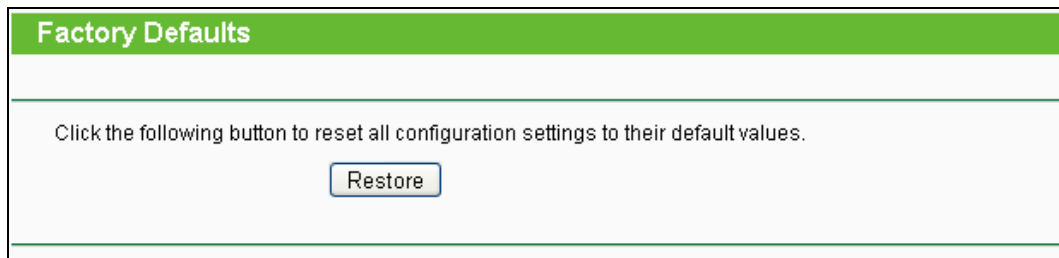 Factory Defaults
Click the following button to reset all configuration settings to their default values.
Restore